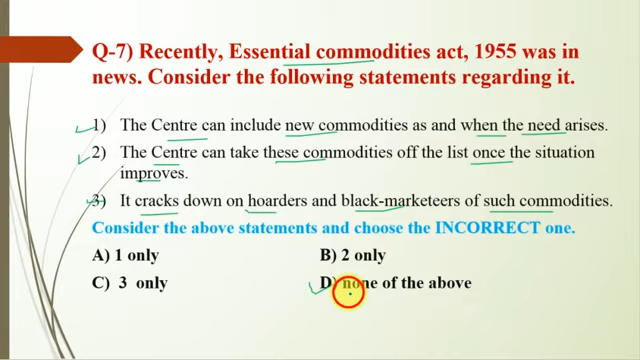 Q-7) Recently, Essential commodities act, 1955 was in
news. Consider the following statements regarding it.
1) The Centre can include new commodities as and when the need arises.
2) The Centre can take these commodities off the list once the situation
improves.
3) It cracks down on hoarders and black-marketeers of such commodities.
Consider the above statements and choose the INCORRECT one.
A) 1 only B) 2 only
C) 3 only D) none of the above